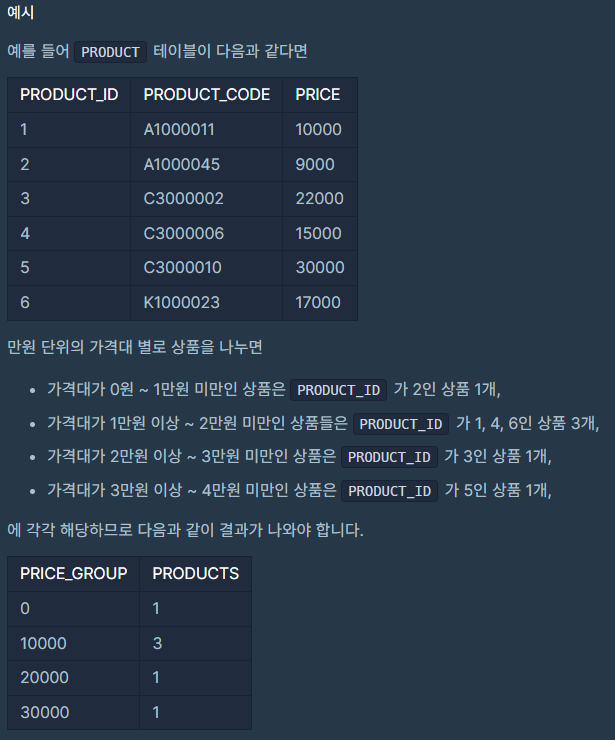 예시
예를 들어 PRODUCT 테이블이 다음과 같다면
PRODUCT_ID PRODUCT_CODE PRICE
1 A1000011 10000
2 A1000045 9000
3 C3000002 22000
4 C3000006 15000
5 C3000010 30000
6 K1000023 17000
만원 단위의 가격대 별로 상품을 나누면
• 가격대가 0원 ~ 1만원 미만인 상품은 PRODUCT_ID 가 2인 상품 1개,
• 가격대가 1만원 이상 ~ 2만원 미만인 상품들은 PRODUCT_ID 가 1, 4, 6인 상품 3개,
• 가격대가 2만원 이상 ~ 3만원 미만인 상품은 PRODUCT_ID 가 3인 상품 1개,
• 가격대가 3만원 이상 ~ 4만원 미만인 상품은 PRODUCT_ID 가 5인 상품 1개,
에 각각 해당하므로 다음과 같이 결과가 나와야 합니다.
PRICE_GROUP PRODUCTS
0 1
10000 3
20000 1
30000 1